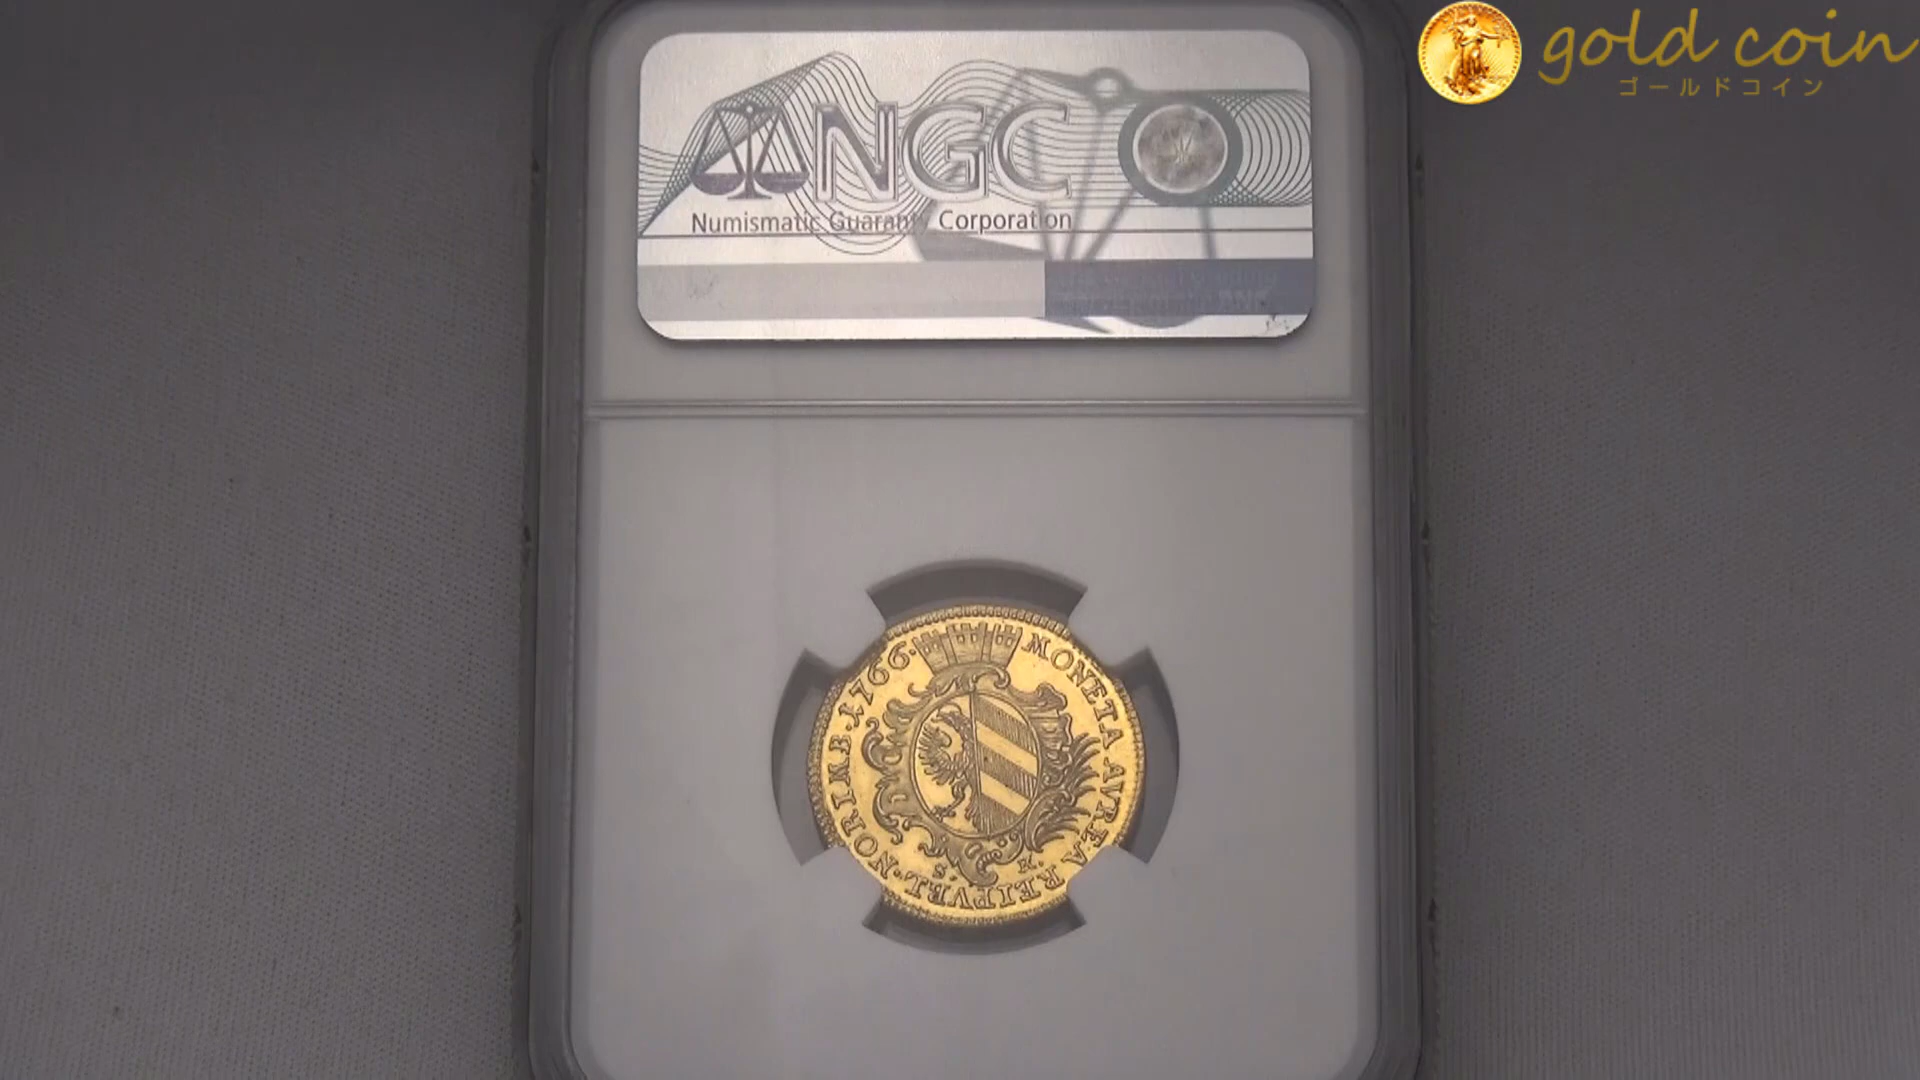 gold coin
ゴールドコイン
NGC
Numismatic Guaranty Corporation
MONETA AVREA REIPVBL·NORIMB·1766·
S. R.